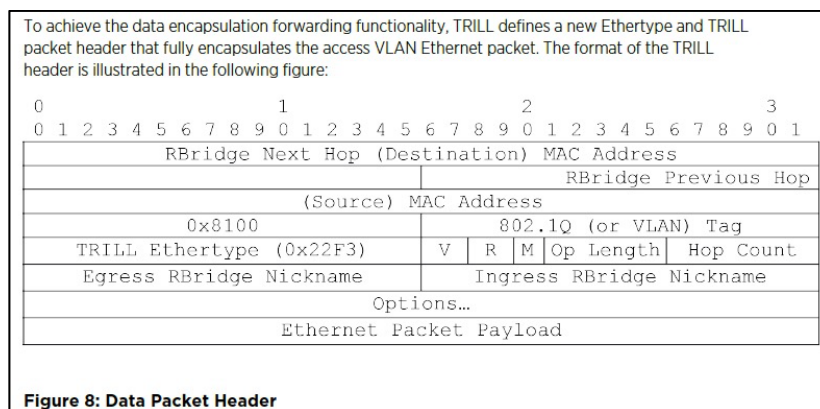 To achieve the data encapsulation forwarding functionality, TRILL defines a new Ethertype and TRILL
packet header that fully encapsulates the access VLAN Ethernet packet. The format of the TRILL
header is illustrated in the following figure:
0 1 2 3
0 1 2 3 4 5 6 7 8 9 0 1 2 3 4 5 6 7 8 9 0 1 2 3 4 5 6 7 8 9 0 1
RBridge Next Hop (Destination) MAC Address
RBridge Previous Hop
(Source) MAC Address
0x8100 802.1Q (or VLAN) Tag
TRILL Ethertype (0x22F3) V R M Op Length Hop Count
Egress RBridge Nickname Ingress RBridge Nickname
Options…
Ethernet Packet Payload
Figure 8: Data Packet Header